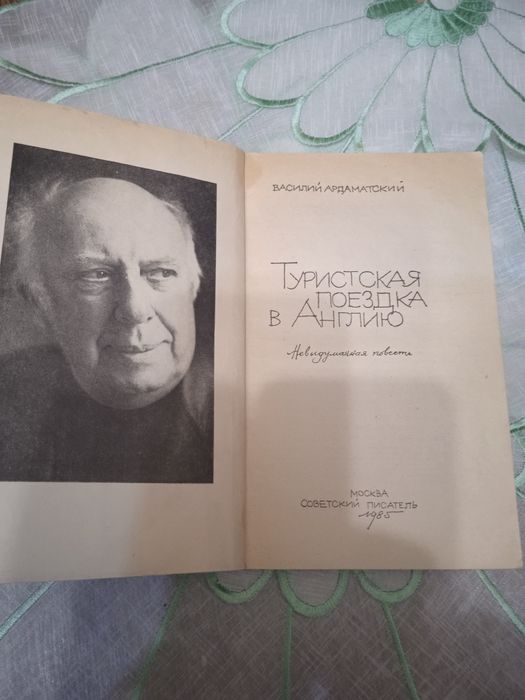 ВАСИЛИЙ АРДАМАТСКИЙ
ТУРИСТСКАЯ
ПОЕЗДКА
В АНГЛИЮ
Невыдуманная повесть
МОСКВА
СОВЕТСКИЙ ПИСАТЕЛЬ
1985